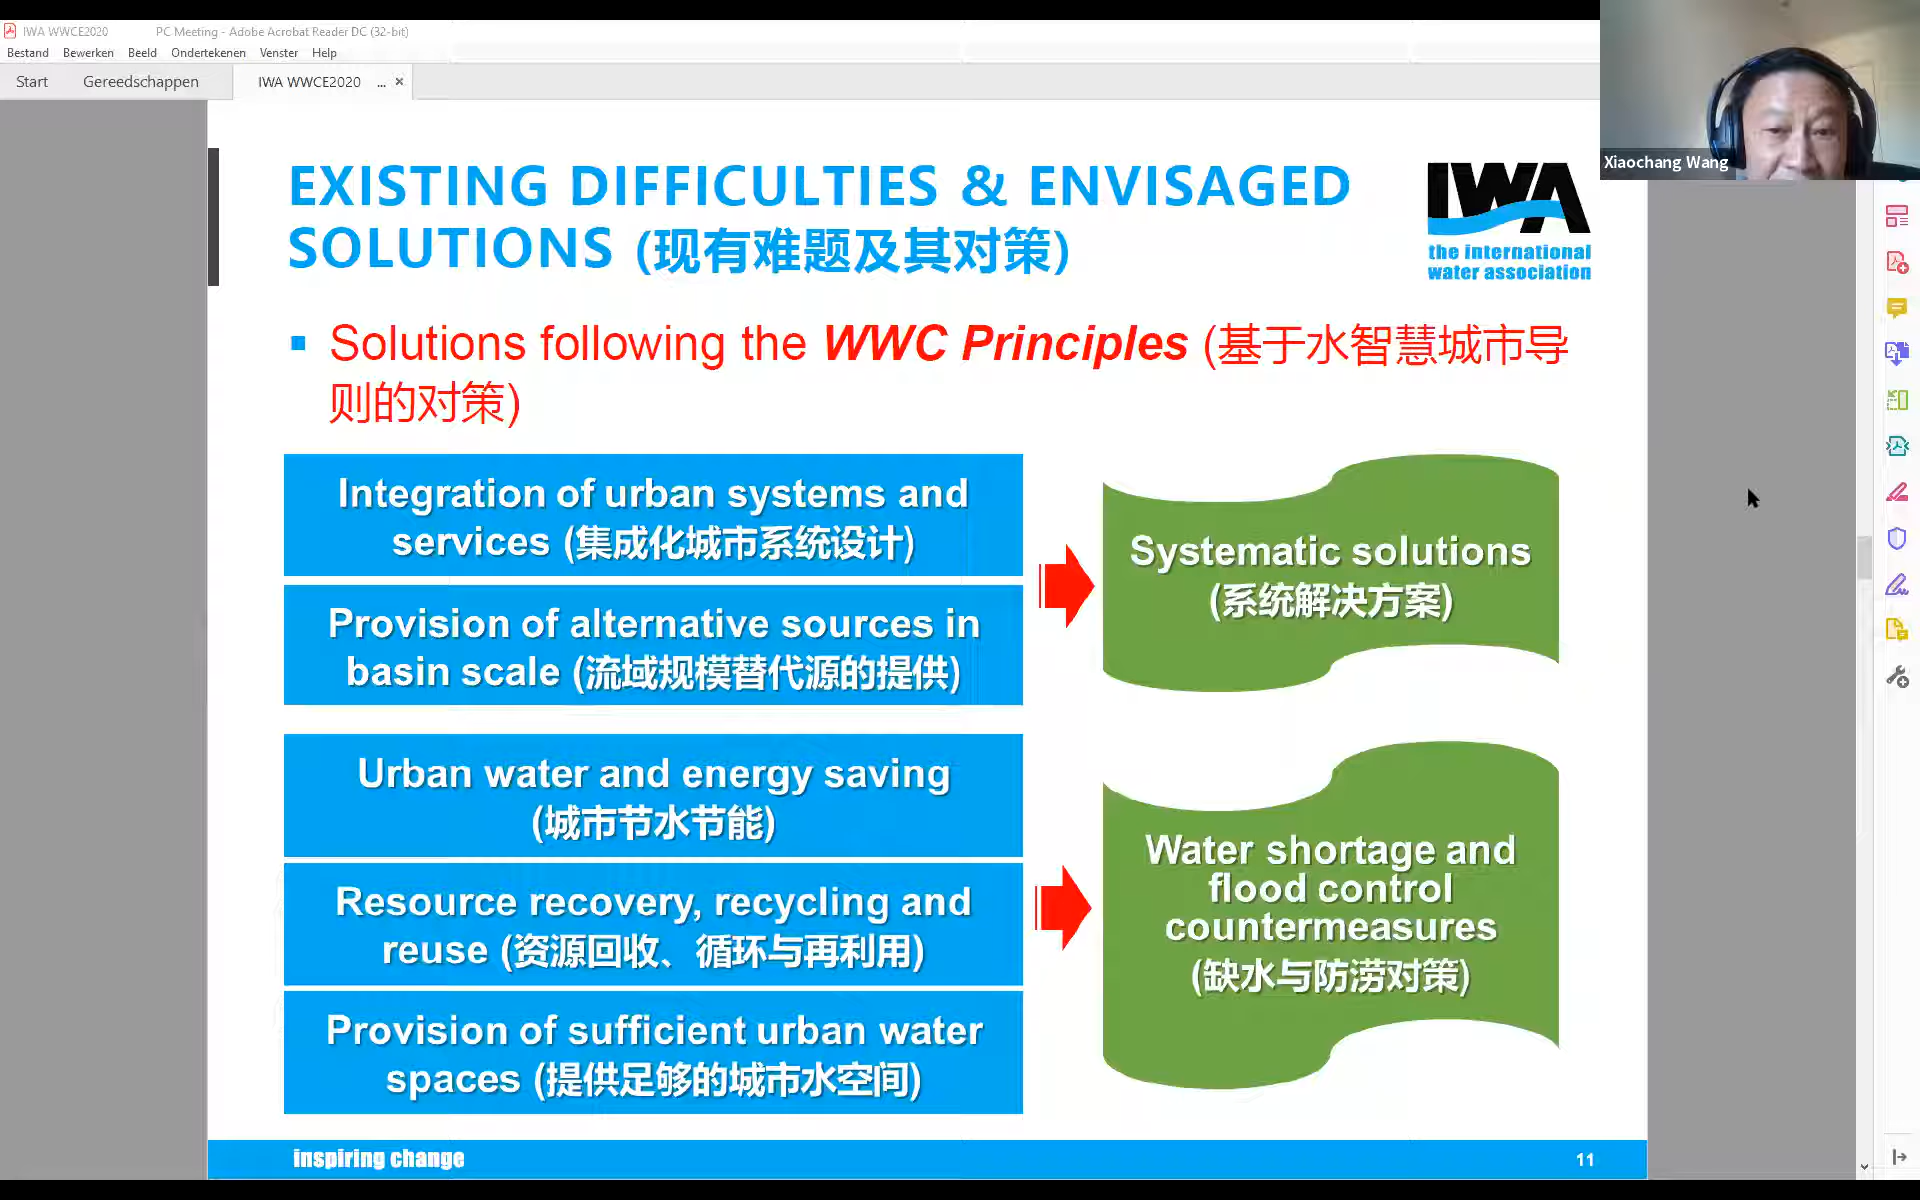 IWA WWCE2020 PC Meeting - Adobe Acrobat Reader DC (32-bit)
Bestand Bewerken Beeld Ondertekenen Venster Help
Start Gereedschappen IWA WWCE2020 ... ×
Xiaochang Wang
EXISTING DIFFICULTIES & ENVISAGED
SOLUTIONS (现有难题及其对策)
IWA
the international
water association
Solutions following the WWC Principles (基于水智慧城市导
则的对策)
Integration of urban systems and
services (集成化城市系统设计)
Provision of alternative sources in
basin scale (流域规模替代源的提供)
Systematic solutions
(系统解决方案)
Urban water and energy saving
(城市节水节能)
Resource recovery, recycling and
reuse (资源回收、循环与再利用)
Provision of sufficient urban water
spaces (提供足够的城市水空间)
Water shortage and
flood control
countermeasures
(缺水与防涝对策)
inspiring change
11